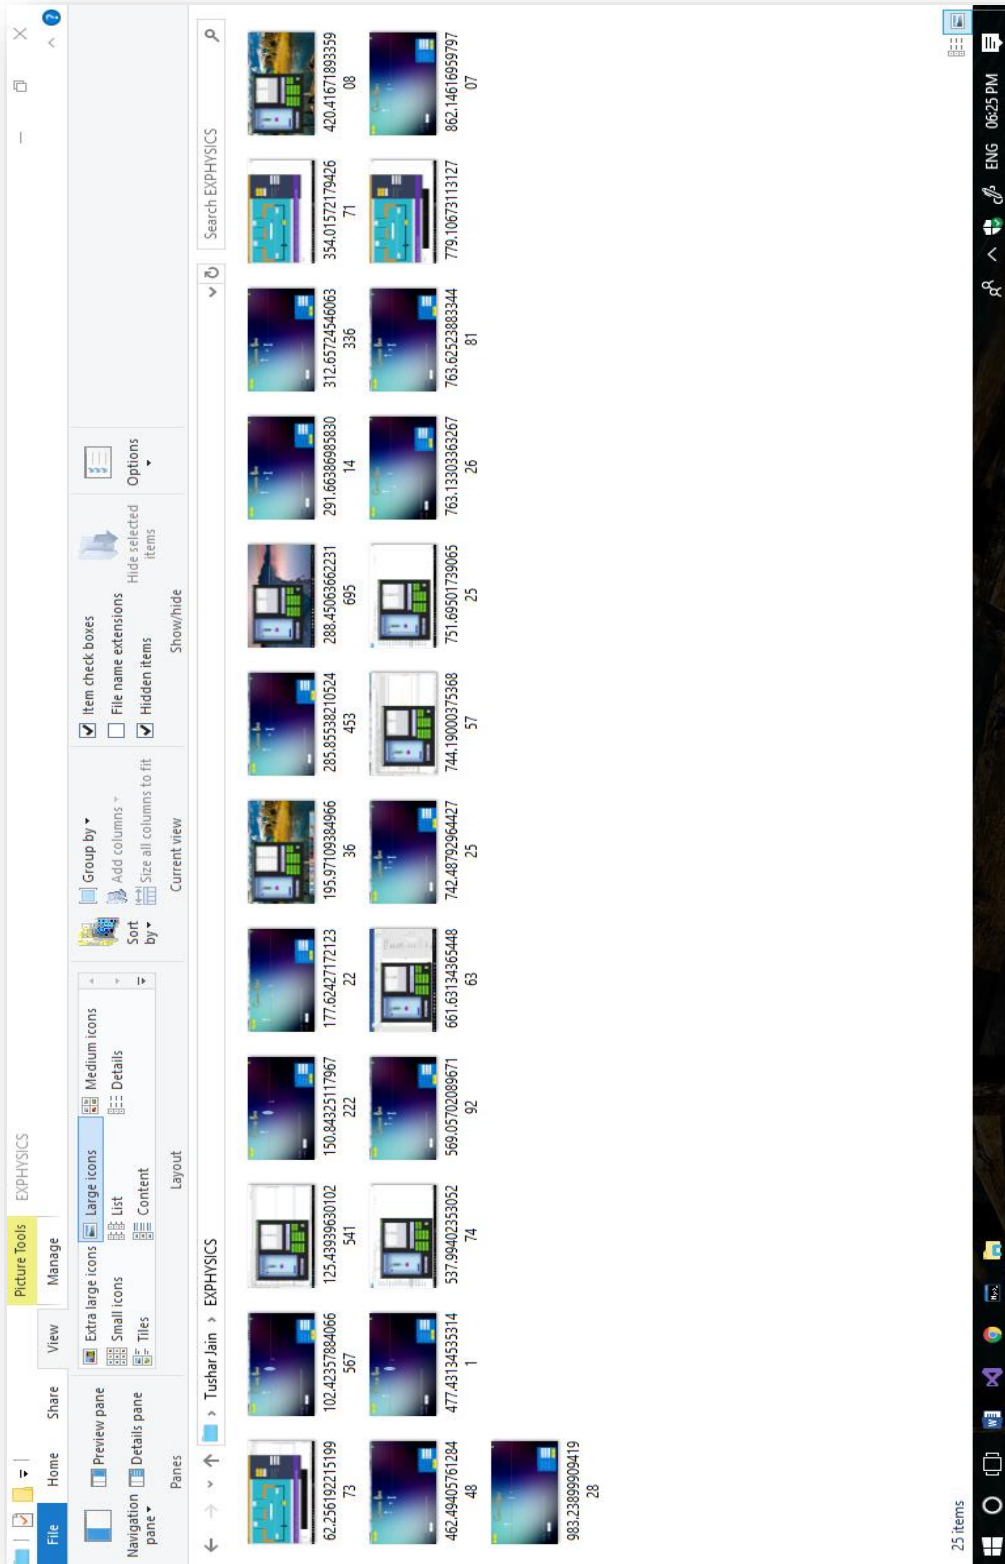 Picture Tools
EXPHYSICS
File
Home
Share
View
Manage
Navigation pane
Preview pane
Details pane
Panes
Extra large icons
Large icons
Medium icons
Small icons
List
Details
Tiles
Content
Layout
Sort by
Group by
Add columns
Size all columns to fit
Current view
Item check boxes
File name extensions
Hidden items
Hide selected items
Show/hide
Options
Tushar Jain > EXPHYSICS
Search EXPHYSICS
62.256192215199
73
102.42357884066
567
125.43939630102
541
150.84325117967
222
177.62427172123
22
195.97109384966
36
285.85538210524
453
288.45063662231
695
291.66386985830
14
312.65724546063
336
354.01572179426
71
420.41671893359
08
462.49405761284
48
477.43134535314
1
537.99402353052
74
569.05702089671
92
661.63134365448
63
742.48792964427
25
744.19000375368
57
751.69501739065
25
763.13303363267
26
763.62523883344
81
779.10673113127
862.14616959797
07
983.23899909419
28
25 items
ENG
06:25 PM